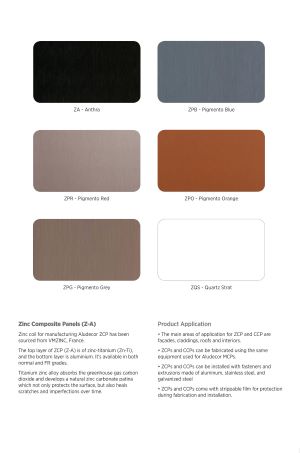 ZA - Anthra
ZPB - Pigmento Blue
ZPR - Pigmento Red
ZPO - Pigmento Orange
ZPG - Pigmento Grey
ZQS - Quartz Strat
Zinc Composite Panels (Z-A)
Zinc coil for manufacturing Aludecor ZCP has been
sourced from VMZINC, France.
The top layer of ZCP (Z-A) is of zinc-titanium (Zn-Ti),
and the bottom layer is aluminium. It's available in both
normal and FR grades.
Titanium zinc alloy absorbs the greenhouse gas carbon
dioxide and develops a natural zinc carbonate patina
which not only protects the surface, but also heals
scratches and imperfections over time.
Product Application
• The main areas of application for ZCP and CCP are
façades, claddings, roofs and interiors.
• ZCPs and CCPs can be fabricated using the same
equipment used for Aludecor MCPs.
• ZCPs and CCPs can be installed with fasteners and
extrusions made of aluminum, stainless steel, and
galvanized steel
• ZCPs and CCPs come with strippable film for protection
during fabrication and installation.